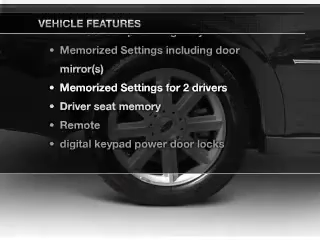 VEHICLE FEATURES
• Memorized Settings including door
mirror(s)
• Memorized Settings for 2 drivers
• Driver seat memory
• Remote
• digital keypad power door locks